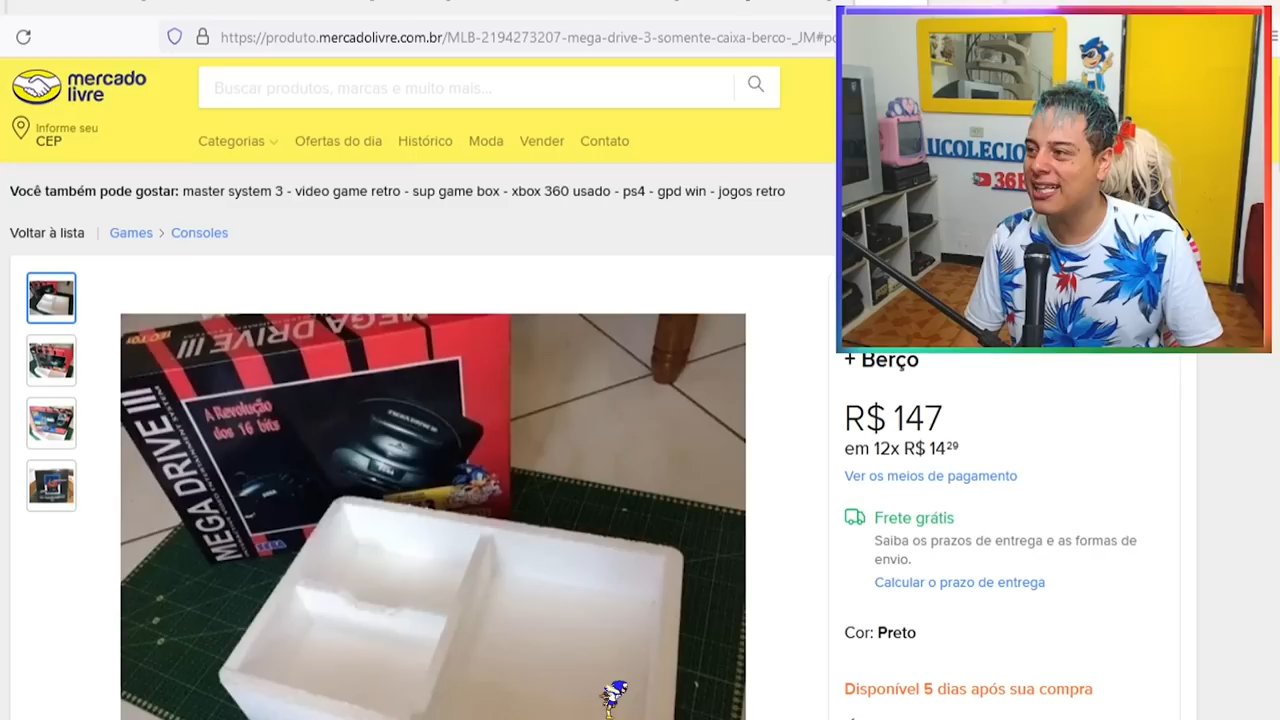 https://produto.mercadolivre.com.br/MLB-2194273207-mega-drive-3-somente-caixa-berco-_JM#po
mercado
livre
Buscar produtos, marcas e muito mais...
Informe seu
CEP
Categorias
Ofertas do dia
Histórico
Moda
Vender
Contato
Você também pode gostar: master system 3 - video game retro - sup game box - xbox 360 usado - ps4 - gpd win - jogos retro
Voltar à lista
Games > Consoles
UCOLECIO
36
MEGA DRIVE III
MEGA DRIVE III
A Revolução
dos 16 bits
SEGA
+ Berço
R$ 147
em 12x R$ 1429
Ver os meios de pagamento
Frete grátis
Saiba os prazos de entrega e as formas de
envio.
Calcular o prazo de entrega
Cor: Preto
Disponível 5 dias após sua compra